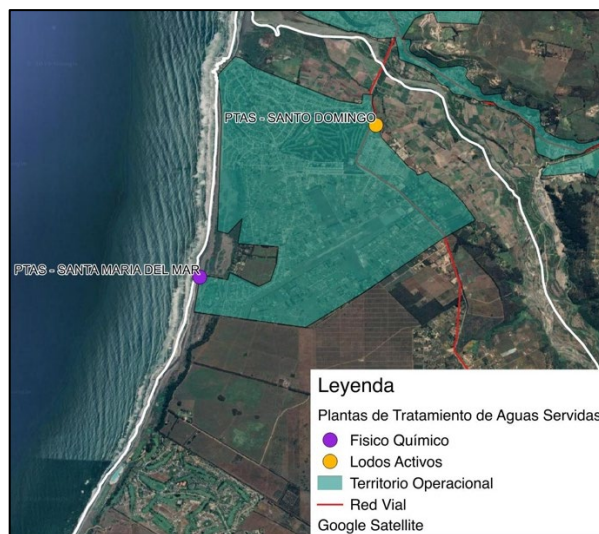 PTAS - SANTO DOMINGO
PTAS - SANTA MARIA DEL MAR
Leyenda
Plantas de Tratamiento de Aguas Servidas
Fisico Químico
Lodos Activos
Territorio Operacional
Red Vial
Google Satellite